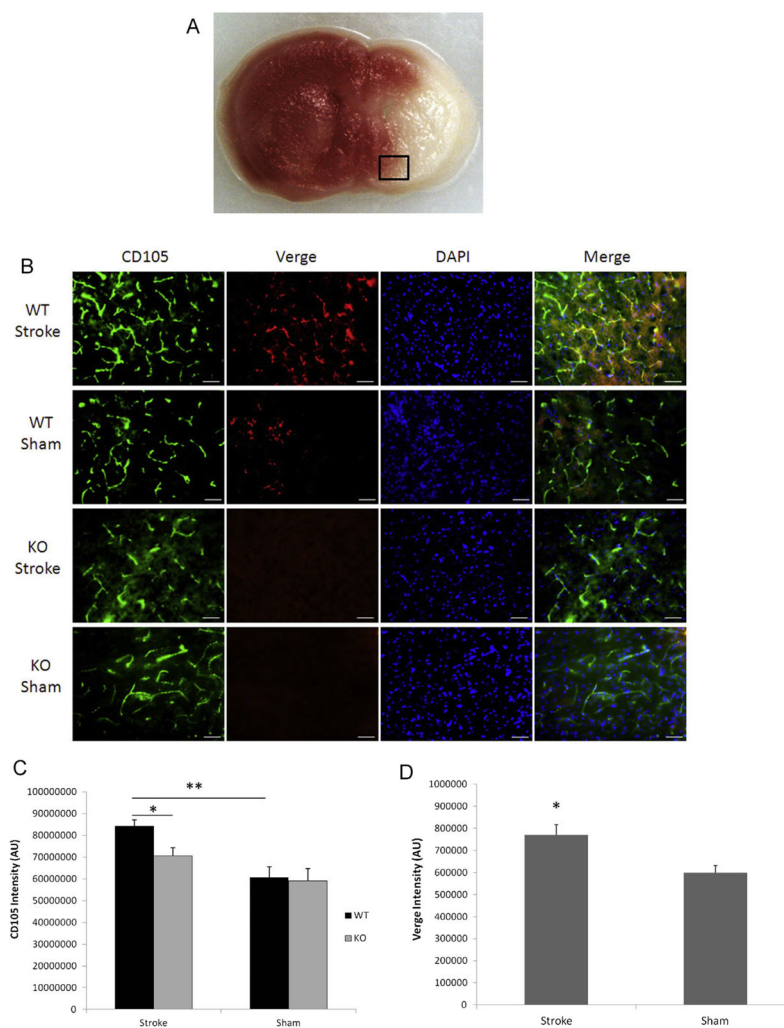 A
B
CD105 Verge DAPI Merge
WT
Stroke
WT
Sham
KO
Stroke
KO
Sham
C
CD105 Intensity (AU)
100000000
90000000
80000000
70000000
60000000
50000000
40000000
30000000
20000000
10000000
0
**
*
WT
KO
Stroke Sham
D
Verge Intensity (AU)
1000000
900000
800000
700000
600000
500000
400000
300000
200000
100000
0
*
Stroke Sham